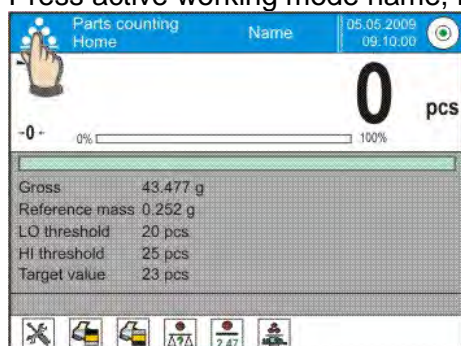 Press active working mode name,
Parts counting
Home
Name
05.05.2009
09.10.00
0 pcs
-0-
0%
100%
Gross 43.477 g
Reference mass 0.252 g
LO threshold 20 pcs
HI threshold 25 pcs
Target value 23 pcs
?
2.47